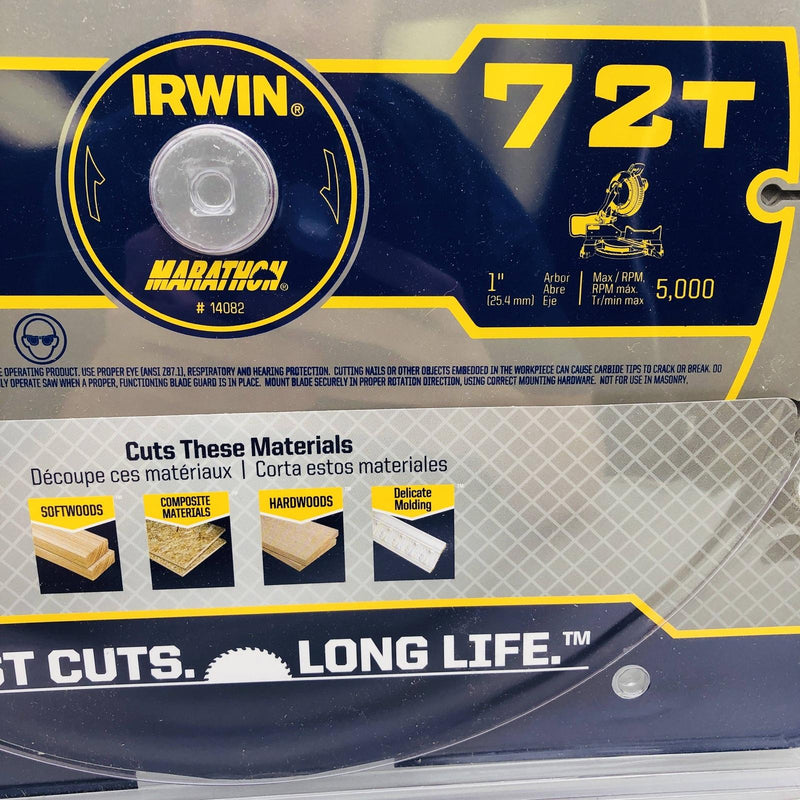 IRWIN®
MARATHON®
# 14082
72T
1"
(25.4 mm)
Arbor
Abre
Eje
Max / RPM,
RPM máx.
Tr/min max
5,000
OPERATING PRODUCT. USE PROPER EYE (ANSI Z87.1), RESPIRATORY AND HEARING PROTECTION. CUTTING NAILS OR OTHER OBJECTS EMBEDDED IN THE WORKPIECE CAN CAUSE CARBIDE TIPS TO CRACK OR BREAK. DO
LY OPERATE SAW WHEN A PROPER, FUNCTIONING BLADE GUARD IS IN PLACE. MOUNT BLADE SECURELY IN PROPER ROTATION DIRECTION, USING CORRECT MOUNTING HARDWARE. NOT FOR USE IN MASONRY,
Cuts These Materials
Découpe ces matériaux | Corta estos materiales
SOFTWOODS
COMPOSITE
MATERIALS
HARDWOODS
Delicate
Molding
ST CUTS. LONG LIFE.™